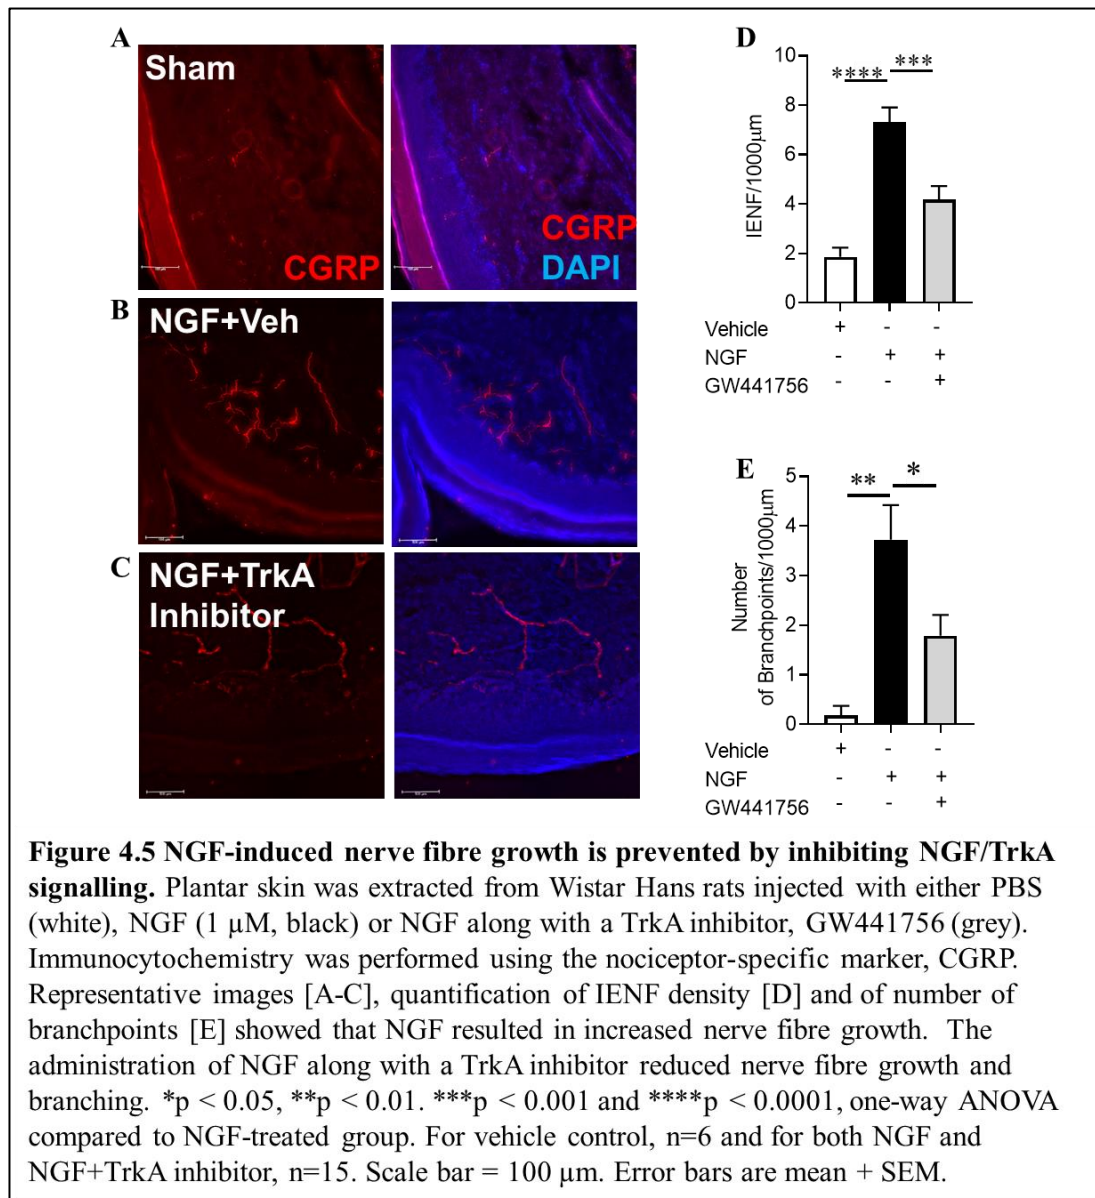 A
Sham
CGRP
CGRP
DAPI
B
NGF+Veh
C
NGF+TrkA
Inhibitor
D
**** ***
10
8
6
4
2
0
IENF/1000µm
Vehicle + - -
NGF - + +
GW441756 - - +
E
** *
5
4
3
2
1
0
Number
of Branchpoints/1000µm
Vehicle + - -
NGF - + +
GW441756 - - +
Figure 4.5 NGF-induced nerve fibre growth is prevented by inhibiting NGF/TrkA
signalling. Plantar skin was extracted from Wistar Hans rats injected with either PBS
(white), NGF (1 µM, black) or NGF along with a TrkA inhibitor, GW441756 (grey).
Immunocytochemistry was performed using the nociceptor-specific marker, CGRP.
Representative images [A-C], quantification of IENF density [D] and of number of
branchpoints [E] showed that NGF resulted in increased nerve fibre growth. The
administration of NGF along with a TrkA inhibitor reduced nerve fibre growth and
branching. *p < 0.05, **p < 0.01. ***p < 0.001 and ****p < 0.0001, one-way ANOVA
compared to NGF-treated group. For vehicle control, n=6 and for both NGF and
NGF+TrkA inhibitor, n=15. Scale bar = 100 µm. Error bars are mean + SEM.